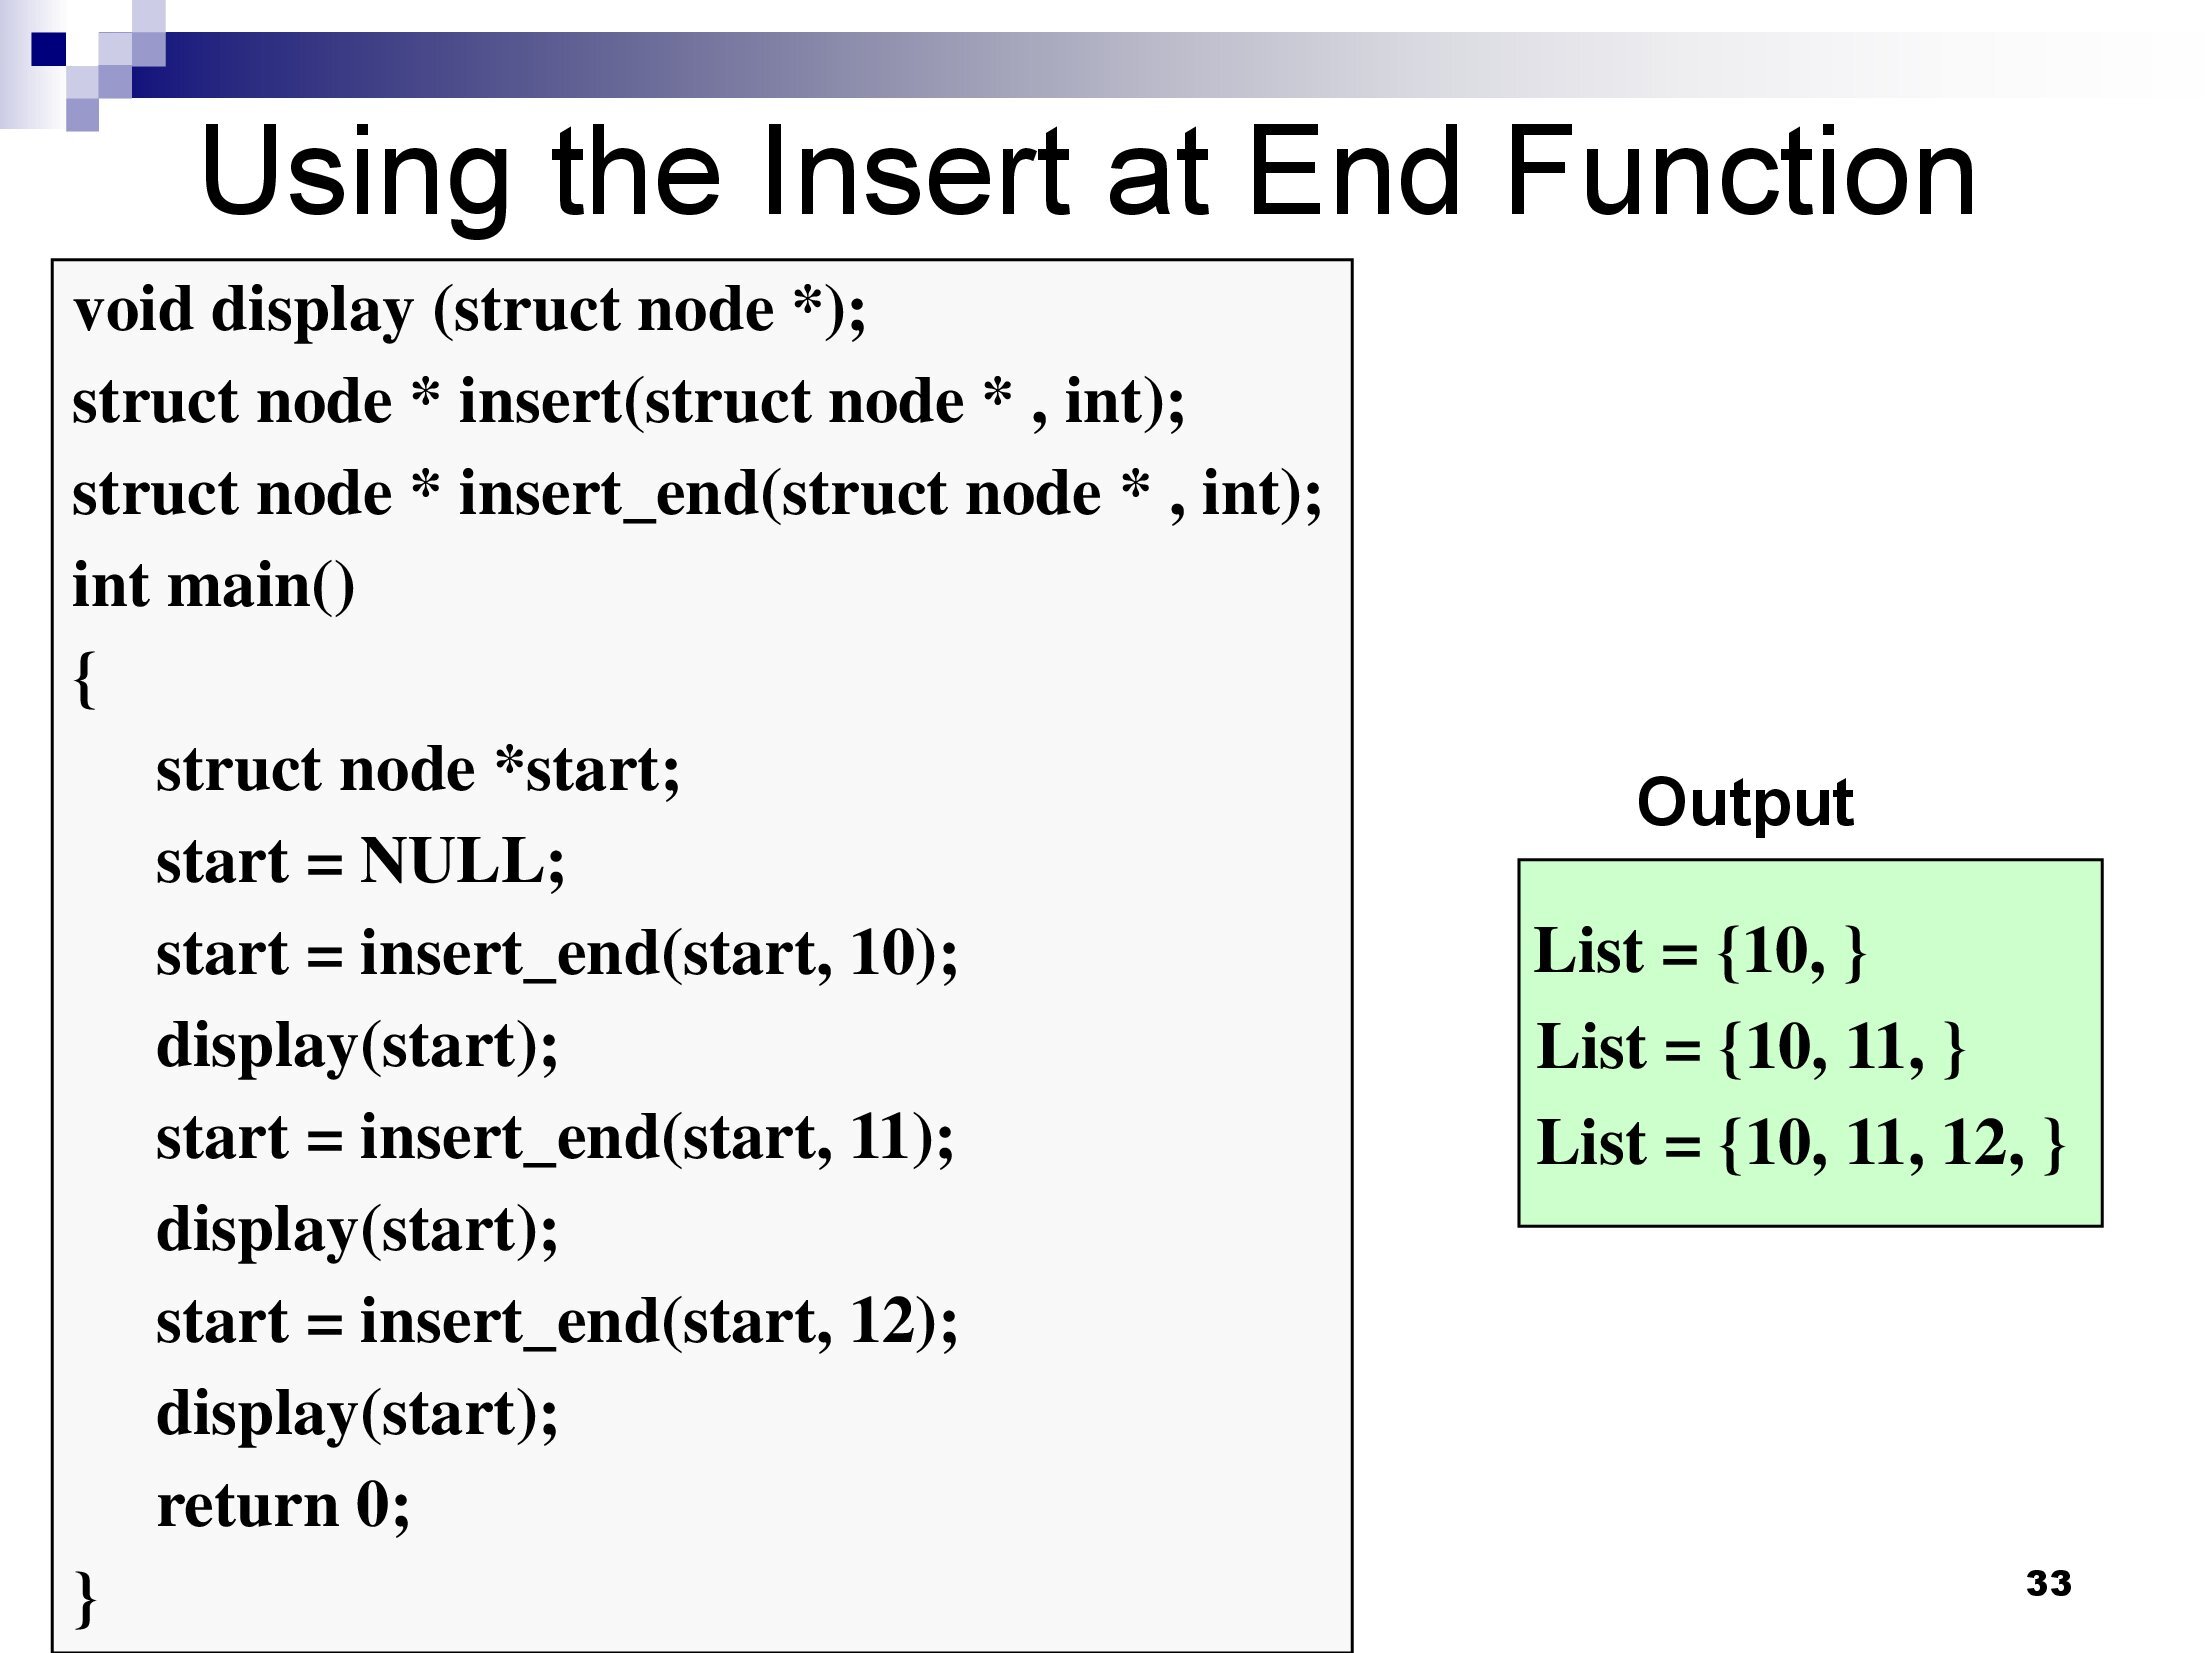 Using the Insert at End Function
void display (struct node *);
struct node * insert(struct node * , int);
struct node * insert_end(struct node * , int);
int main()
{
struct node *start;
start = NULL;
start = insert_end(start, 10);
display(start);
start = insert_end(start, 11);
display(start);
start = insert_end(start, 12);
display(start);
return 0;
}
Output
List = {10, }
List = {10, 11, }
List = {10, 11, 12, }
33